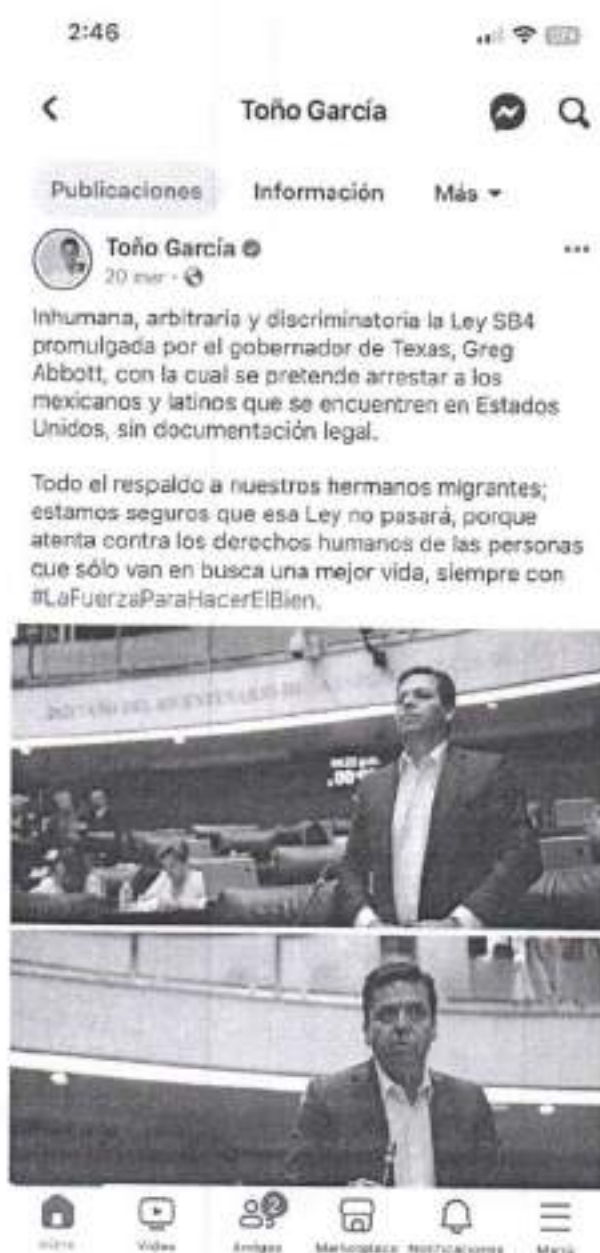 2:46
Toño García
Publicaciones Información Más
Toño García
20 mar
Inhumana, arbitraria y discriminatoria la Ley SB4
promulgada por el gobernador de Texas, Greg
Abbott, con la cual se pretende arrestar a los
mexicanos y latinos que se encuentren en Estados
Unidos, sin documentación legal.
Todo el respaldo a nuestros hermanos migrantes;
estamos seguros que esa Ley no pasará, porque
atenta contra los derechos humanos de las personas
que sólo van en busca una mejor vida, siempre con
#LaFuerzaParaHacerElBien.
2
Inicio Video Amigos Marketplace Notificaciones Menú